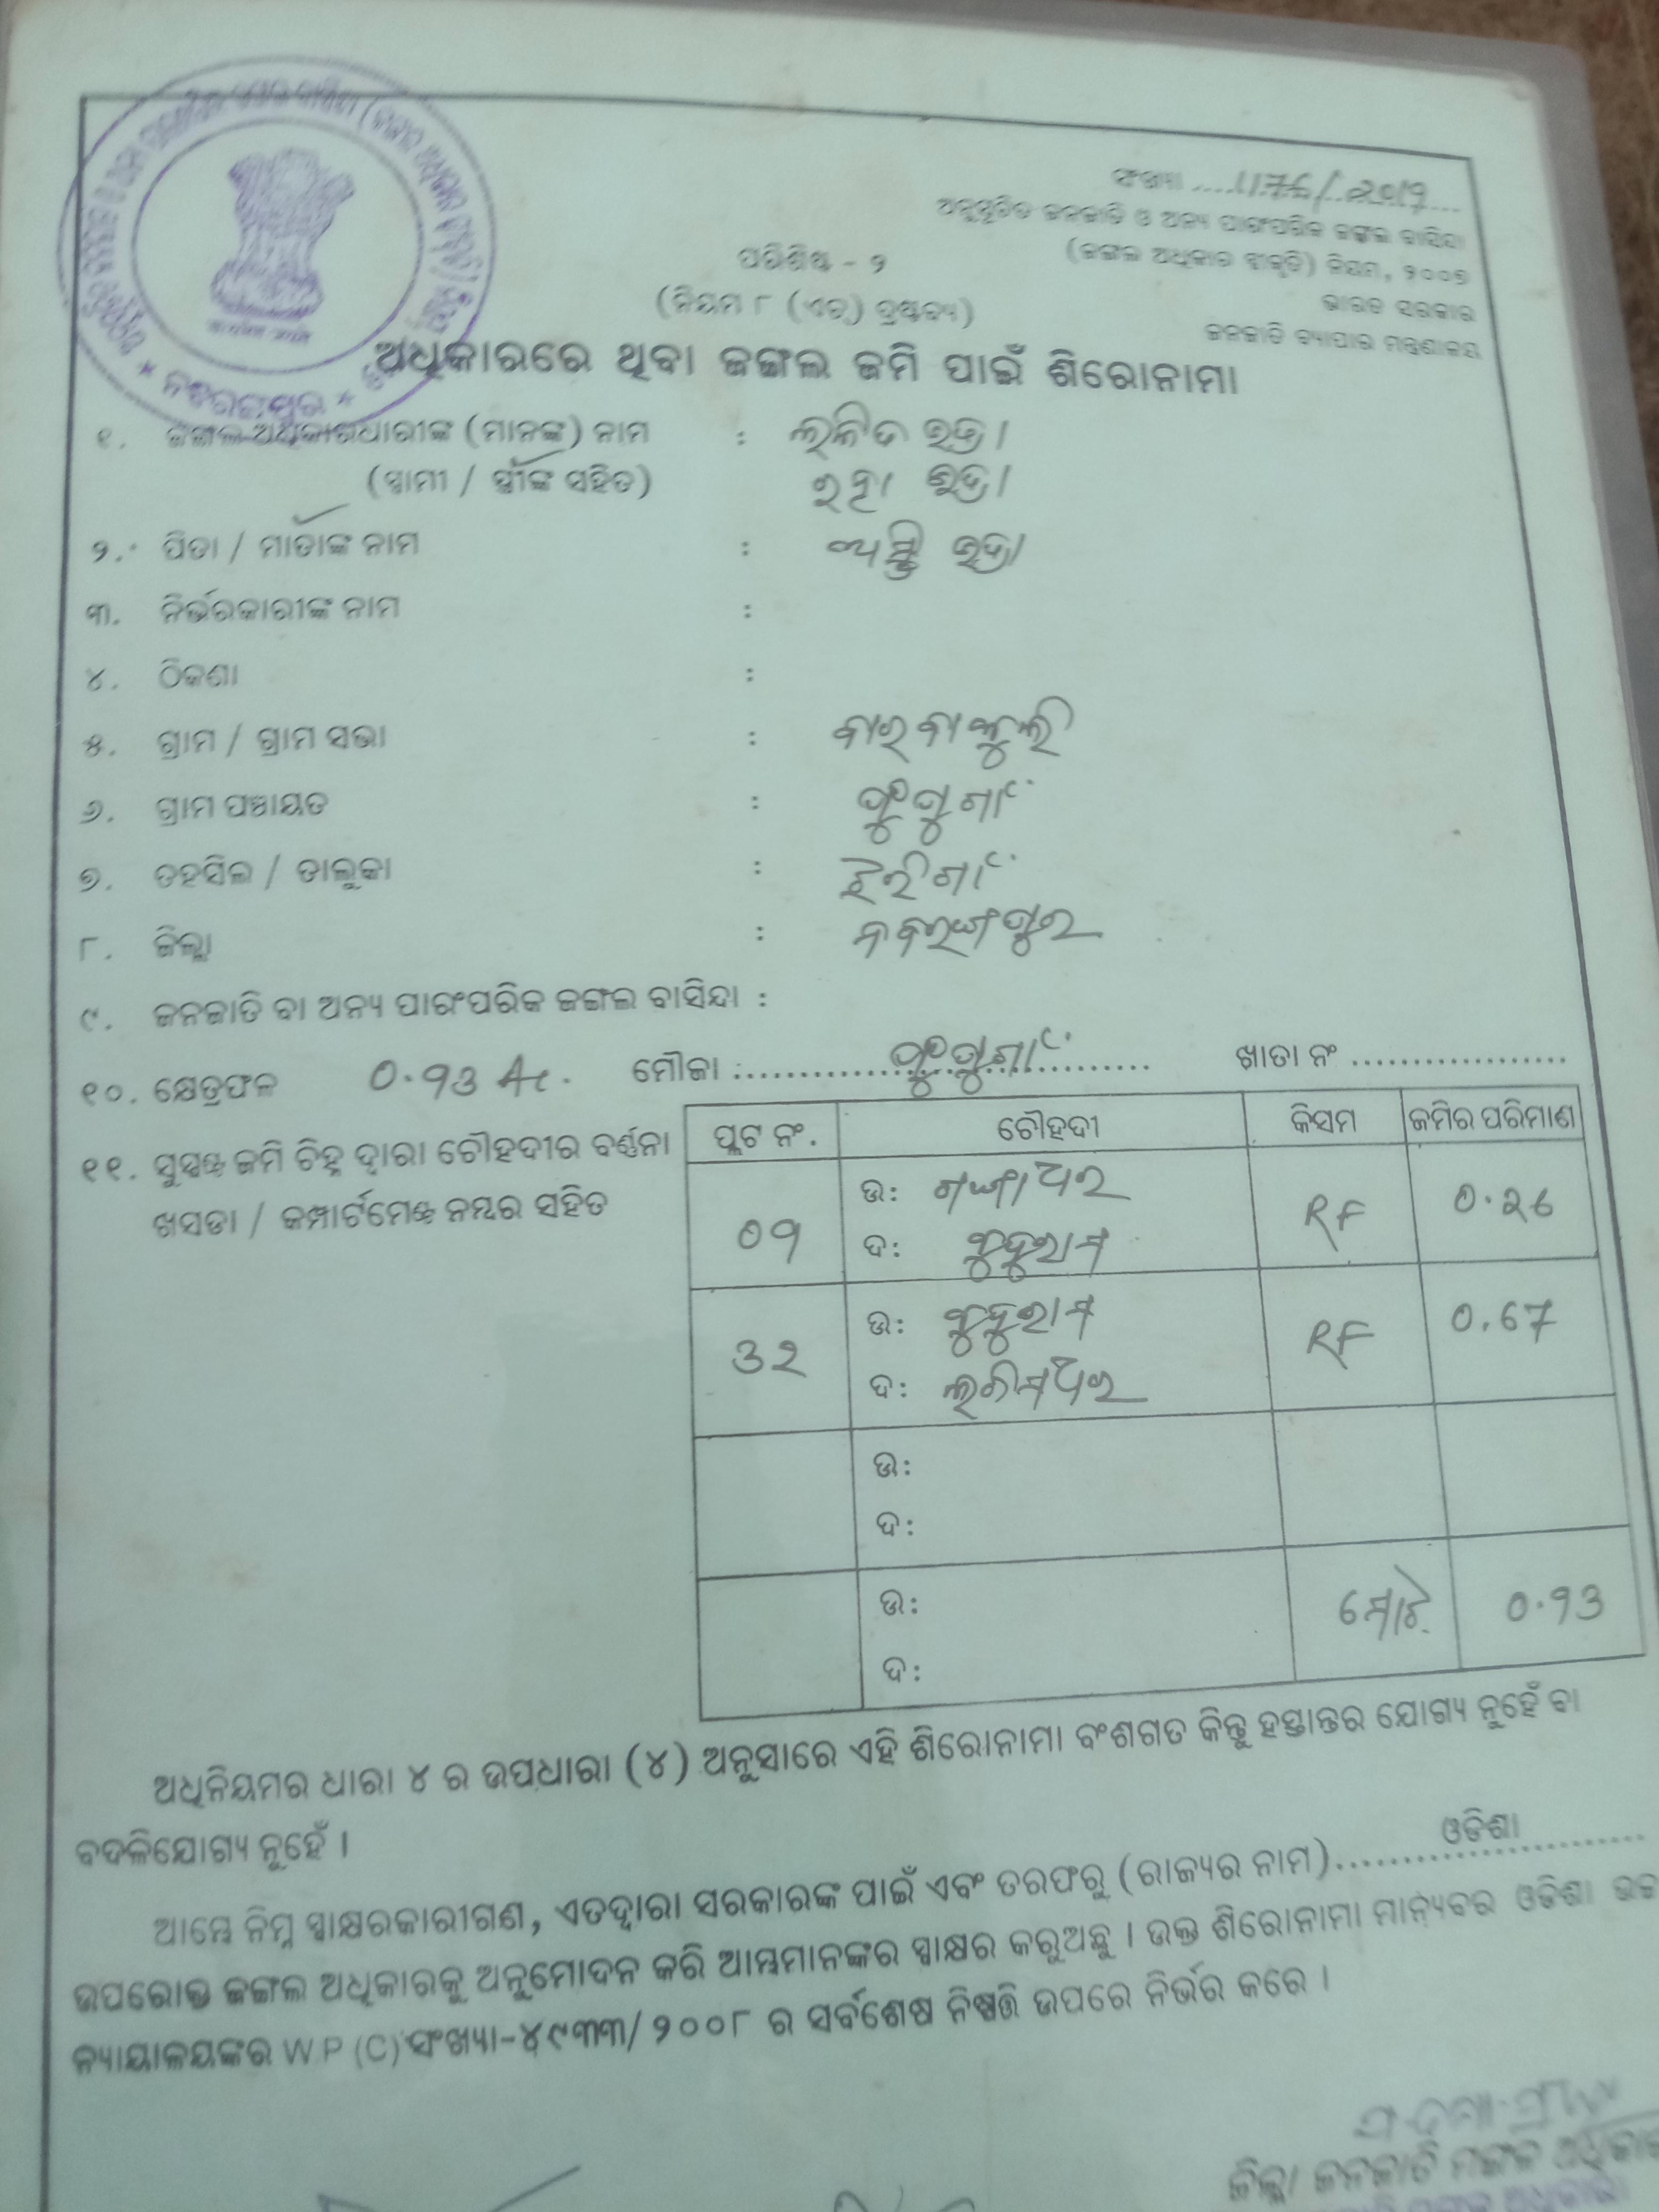 ସଂଖ୍ୟା ....1176/2017....
ଅନୁସୂଚିତ ଜନଜାତି ଓ ଅନ୍ୟ ପାରଂପରିକ ଜଙ୍ଗଲ ବାସିନ୍ଦା
ପରିଶିଷ୍ଟ - ୨ (ଜଙ୍ଗଲ ଅଧିକାର ସ୍ୱୀକୃତି) ନିୟମ, ୨୦୦୭
(ନିୟମ ୮ (ଏଚ୍) ଦ୍ରଷ୍ଟବ୍ୟ) ଭାରତ ସରକାର
ଜନଜାତି ବ୍ୟାପାର ମନ୍ତ୍ରଣାଳୟ
ନବରଙ୍ଗପୁର
ଅଧିକାରରେ ଥିବା ଜଙ୍ଗଲ ଜମି ପାଇଁ ଶିରୋନାମା
୧. ଜଙ୍ଗଲ ଅଧିକାରଧାରୀଙ୍କ (ମାନଙ୍କ) ନାମ :
(ସ୍ୱାମୀ / ସ୍ତ୍ରୀଙ୍କ ସହିତ)
୨. ପିତା / ମାତାଙ୍କ ନାମ :
୩. ନିର୍ଭରକାରୀଙ୍କ ନାମ :
୪. ଠିକଣା :
୫. ଗ୍ରାମ / ଗ୍ରାମ ସଭା :
୬. ଗ୍ରାମ ପଞ୍ଚାୟତ : ଫୁପୁଗାଁ
୭. ତହସିଲ / ତାଲୁକା : ଝରିଗାଁ
୮. ଜିଲ୍ଲା : ନବରଙ୍ଗପୁର
୯. ଜନଜାତି ବା ଅନ୍ୟ ପାରଂପରିକ ଜଙ୍ଗଲ ବାସିନ୍ଦା :
୧୦. କ୍ଷେତ୍ରଫଳ 0.93 Ac. ମୌଜା :....ଫୁପୁଗାଁ.... ଖାତା ନଂ ....................
୧୧. ସୁସ୍ପଷ୍ଟ ଜମି ଚିହ୍ନ ଦ୍ୱାରା ଚୌହଦୀର ବର୍ଣ୍ଣନା
ଖସଡା / କମ୍ପାର୍ଟମେଣ୍ଟ ନମ୍ବର ସହିତ
ପ୍ଲଟ ନଂ. ଚୌହଦୀ କିସମ ଜମିର ପରିମାଣ
09 ଉ: ଗଙ୍ଗାଧର RF 0.26
ଦ: ବୁଦୁରାମ
32 ଉ: ବୁଦୁରାମ RF 0.67
ଦ:
ଉ:
ଦ:
ଉ: ମୋଟ 0.93
ଦ:
ଅଧିନିୟମର ଧାରା ୪ ର ଉପଧାରା (୪) ଅନୁସାରେ ଏହି ଶିରୋନାମା ବଂଶଗତ କିନ୍ତୁ ହସ୍ତାନ୍ତର ଯୋଗ୍ୟ ନୁହେଁ ବା
ବଦଳିଯୋଗ୍ୟ ନୁହେଁ ।
ଆମ୍ଭେ ନିମ୍ନ ସ୍ୱାକ୍ଷରକାରୀଗଣ, ଏତଦ୍ୱାରା ସରକାରଙ୍କ ପାଇଁ ଏବଂ ତରଫରୁ (ରାଜ୍ୟର ନାମ)....ଓଡିଶା....
ଉପରୋକ୍ତ ଜଙ୍ଗଲ ଅଧିକାରକୁ ଅନୁମୋଦନ କରି ଆମ୍ଭମାନଙ୍କର ସ୍ୱାକ୍ଷର କରୁଅଛୁ । ଉକ୍ତ ଶିରୋନାମା ମାନ୍ୟବର ଓଡିଶା ଉଚ୍ଚ
ନ୍ୟାୟାଳୟଙ୍କର W.P (C) ସଂଖ୍ୟା-୪୯୩୩/୨୦୦୮ ର ସର୍ବଶେଷ ନିଷ୍ପତ୍ତି ଉପରେ ନିର୍ଭର କରେ ।
ଜିଲ୍ଲା ଜନଜାତି ମଙ୍ଗଳ